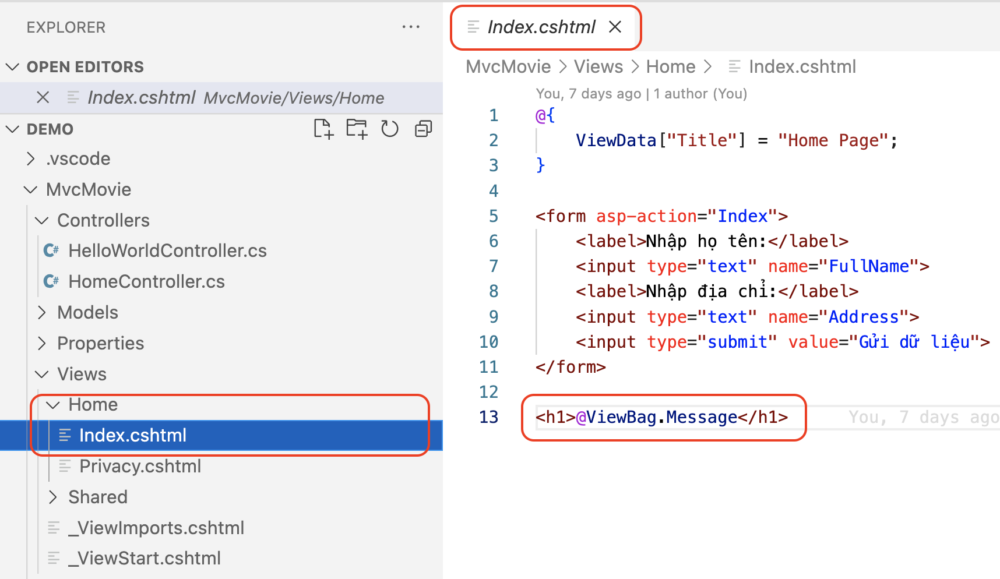 EXPLORER
OPEN EDITORS
Index.cshtml MvcMovie/Views/Home
DEMO
.vscode
MvcMovie
Controllers
C# HelloWorldController.cs
C# HomeController.cs
Models
Properties
Views
Home
Index.cshtml
Privacy.cshtml
Shared
_ViewImports.cshtml
_ViewStart.cshtml
Index.cshtml
MvcMovie > Views > Home > Index.cshtml
You, 7 days ago | 1 author (You)
1 @{
2 ViewData["Title"] = "Home Page";
3 }
4
5 <form asp-action="Index">
6 <label>Nhập họ tên:</label>
7 <input type="text" name="FullName">
8 <label>Nhập địa chỉ:</label>
9 <input type="text" name="Address">
10 <input type="submit" value="Gửi dữ liệu">
11 </form>
12
13 <h1>@ViewBag.Message</h1> You, 7 days ago